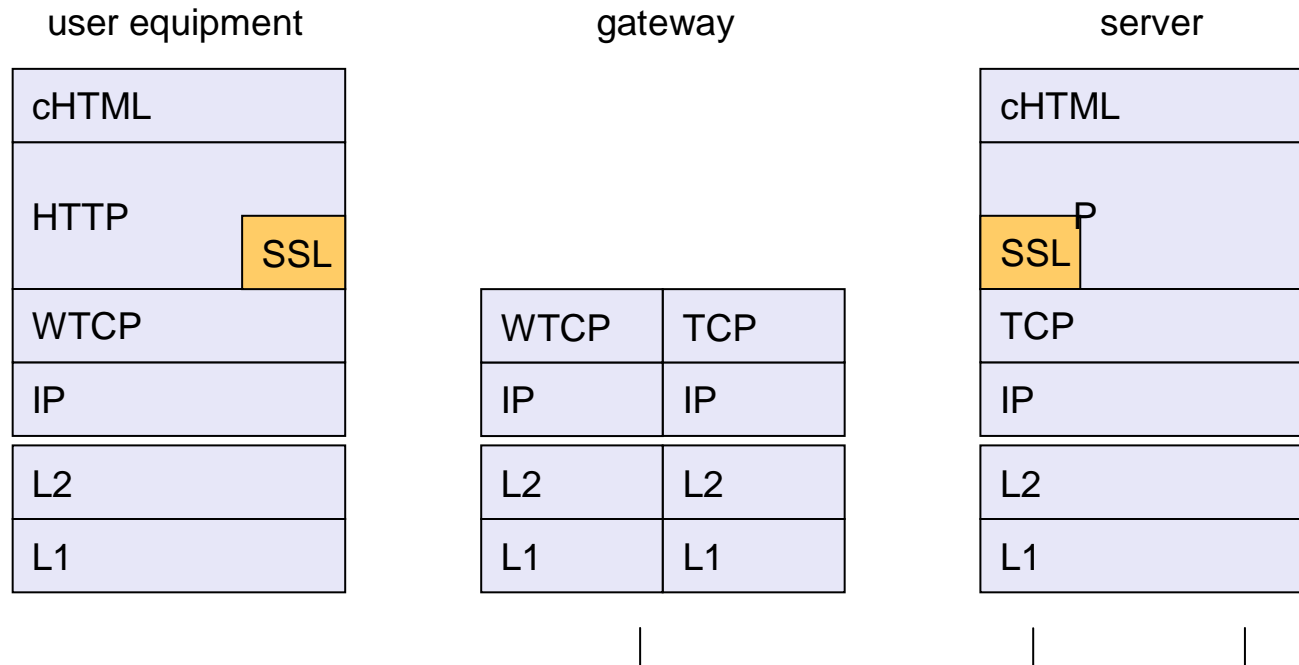 user equipment
gateway
server
cHTML
HTTP
SSL
WTCP
IP
L2
L1
WTCP TCP
IP IP
L2 L2
L1 L1
cHTML
P
SSL
TCP
IP
L2
L1